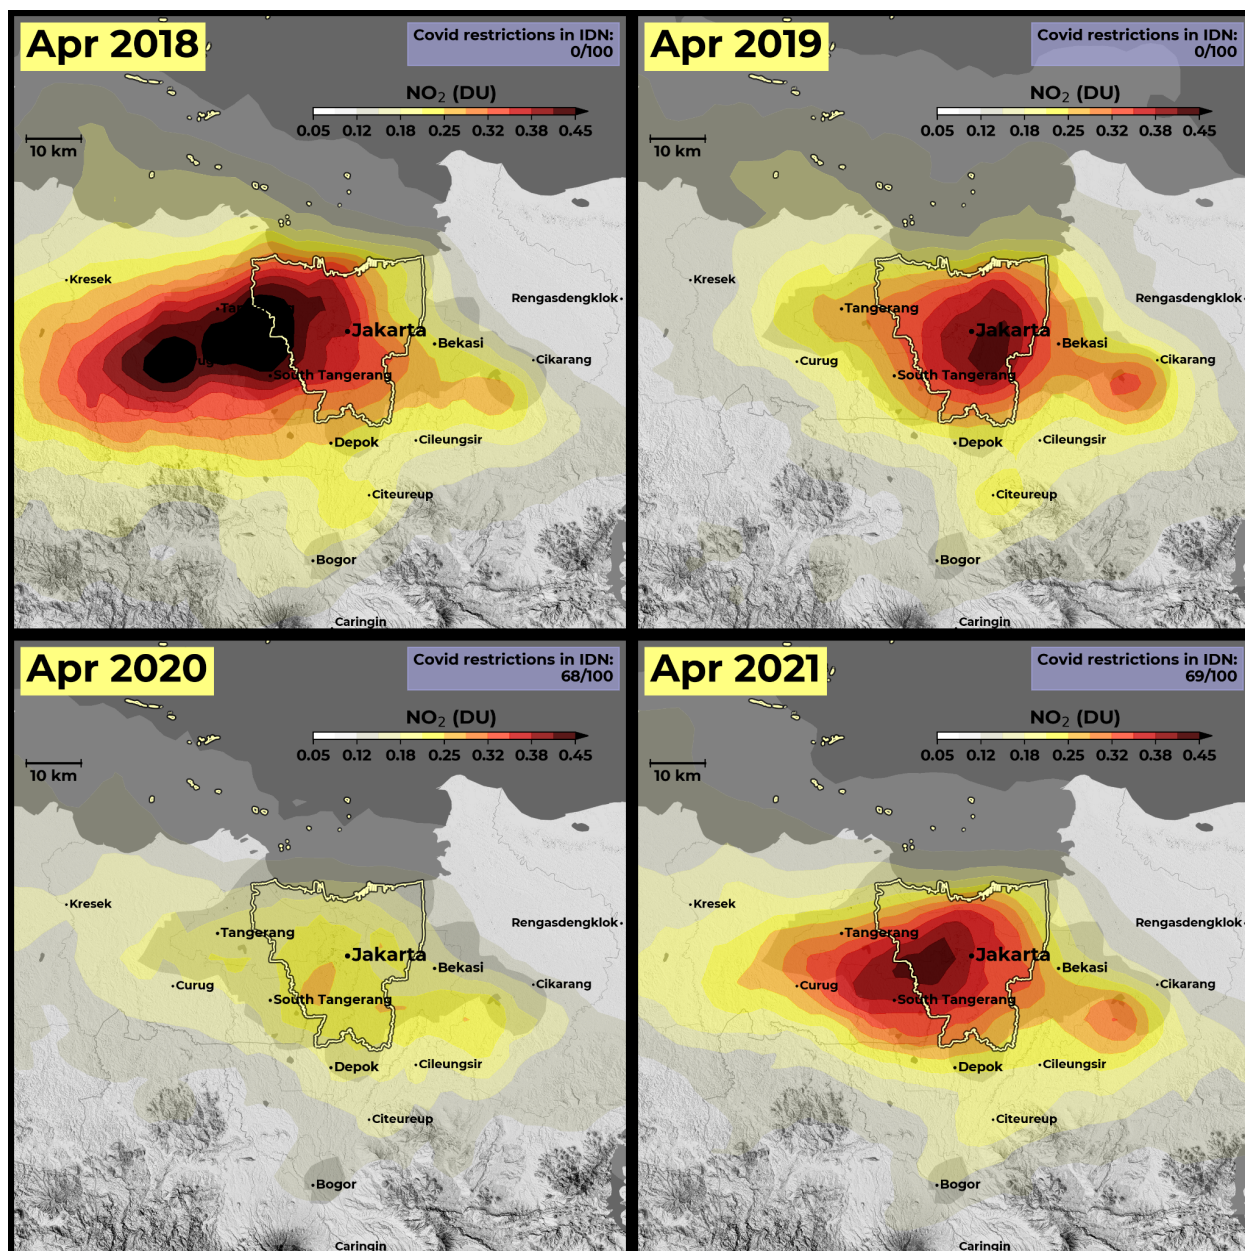 Apr 2018
Covid restrictions in IDN:
0/100
NO₂ (DU)
0.05 0.12 0.18 0.25 0.32 0.38 0.45
10 km
Kresek
Tangerang
Jakarta
Bekasi
Cikarang
South Tangerang
Depok
Cileungsir
Citeureup
Bogor
Caringin
Apr 2019
Covid restrictions in IDN:
0/100
NO₂ (DU)
0.05 0.12 0.18 0.25 0.32 0.38 0.45
10 km
Kresek
Rengasdengklok
Tangerang
Jakarta
Bekasi
Curug
Cikarang
South Tangerang
Depok
Cileungsir
Citeureup
Bogor
Caringin
Apr 2020
Covid restrictions in IDN:
68/100
NO₂ (DU)
0.05 0.12 0.18 0.25 0.32 0.38 0.45
10 km
Kresek
Rengasdengklok
Tangerang
Jakarta
Bekasi
Curug
Cikarang
South Tangerang
Depok
Cileungsir
Citeureup
Bogor
Caringin
Apr 2021
Covid restrictions in IDN:
69/100
NO₂ (DU)
0.05 0.12 0.18 0.25 0.32 0.38 0.45
10 km
Kresek
Rengasdengklok
Tangerang
Jakarta
Bekasi
Curug
Cikarang
South Tangerang
Depok
Cileungsir
Citeureup
Bogor